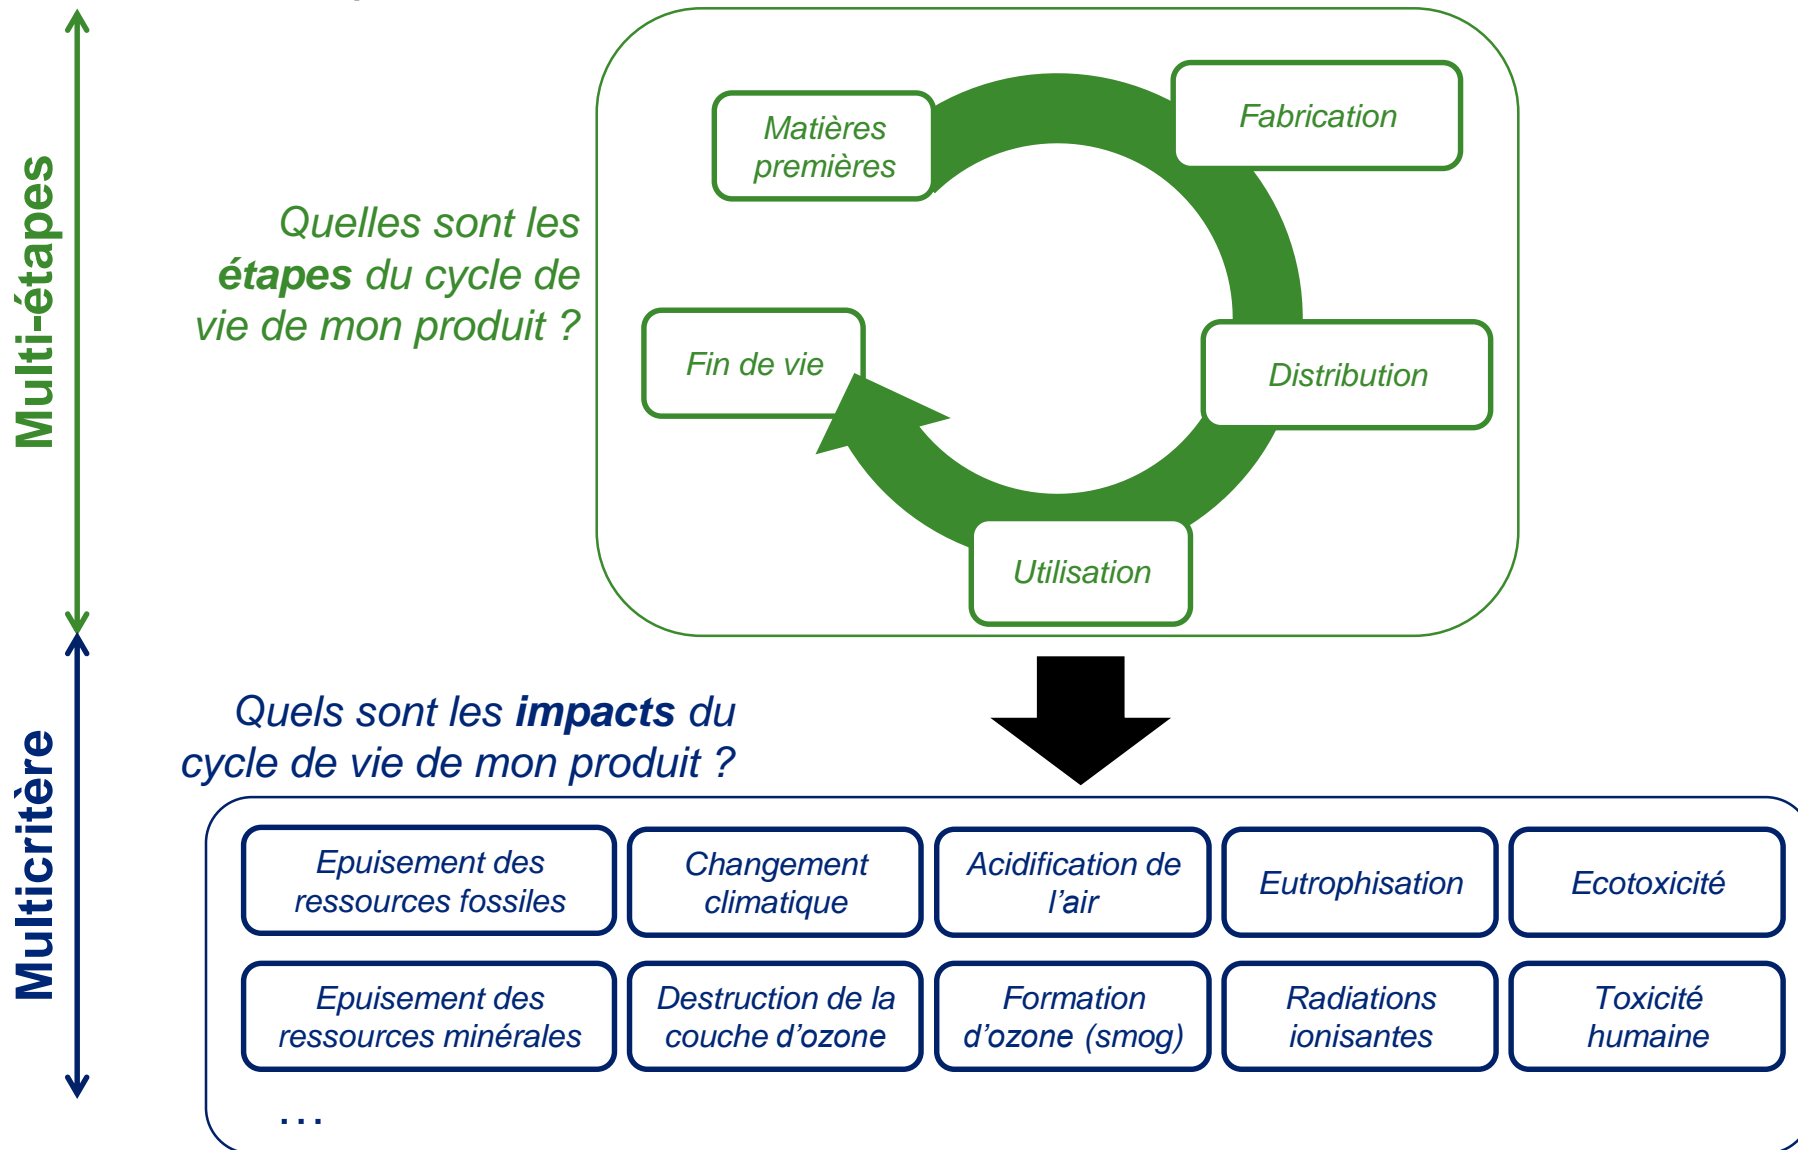 Multi-étapes
Quelles sont les
étapes du cycle de
vie de mon produit ?
Matières
premières
Fabrication
Distribution
Utilisation
Fin de vie
Multicritère
Quels sont les impacts du
cycle de vie de mon produit ?
Epuisement des
ressources fossiles
Changement
climatique
Acidification de
l’air
Eutrophisation
Ecotoxicité
Epuisement des
ressources minérales
Destruction de la
couche d’ozone
Formation
d’ozone (smog)
Radiations
ionisantes
Toxicité
humaine
…